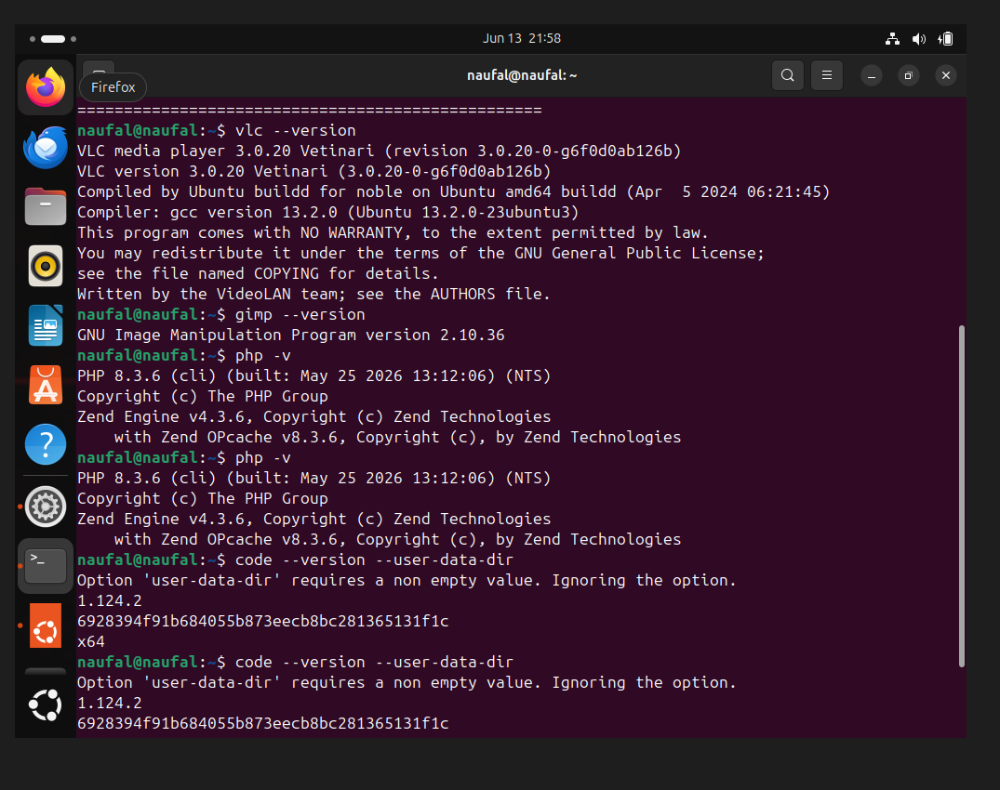 Jun 13 21:58
naufal@naufal: ~
Firefox
==================================================
naufal@naufal:~$ vlc --version
VLC media player 3.0.20 Vetinari (revision 3.0.20-0-g6f0d0ab126b)
VLC version 3.0.20 Vetinari (3.0.20-0-g6f0d0ab126b)
Compiled by Ubuntu buildd for noble on Ubuntu amd64 buildd (Apr  5 2024 06:21:45)
Compiler: gcc version 13.2.0 (Ubuntu 13.2.0-23ubuntu3)
This program comes with NO WARRANTY, to the extent permitted by law.
You may redistribute it under the terms of the GNU General Public License;
see the file named COPYING for details.
Written by the VideoLAN team; see the AUTHORS file.
naufal@naufal:~$ gimp --version
GNU Image Manipulation Program version 2.10.36
naufal@naufal:~$ php -v
PHP 8.3.6 (cli) (built: May 25 2026 13:12:06) (NTS)
Copyright (c) The PHP Group
Zend Engine v4.3.6, Copyright (c) Zend Technologies
    with Zend OPcache v8.3.6, Copyright (c), by Zend Technologies
naufal@naufal:~$ php -v
PHP 8.3.6 (cli) (built: May 25 2026 13:12:06) (NTS)
Copyright (c) The PHP Group
Zend Engine v4.3.6, Copyright (c) Zend Technologies
    with Zend OPcache v8.3.6, Copyright (c), by Zend Technologies
naufal@naufal:~$ code --version --user-data-dir
Option 'user-data-dir' requires a non empty value. Ignoring the option.
1.124.2
6928394f91b684055b873eecb8bc281365131f1c
x64
naufal@naufal:~$ code --version --user-data-dir
Option 'user-data-dir' requires a non empty value. Ignoring the option.
1.124.2
6928394f91b684055b873eecb8bc281365131f1c